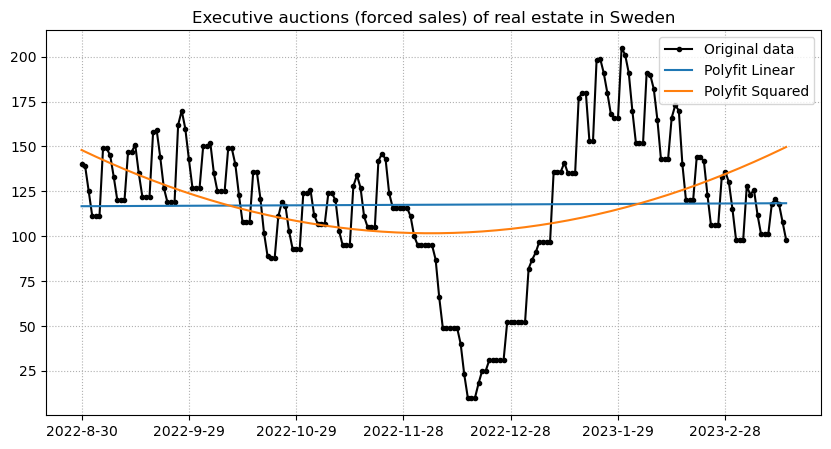 Executive auctions (forced sales) of real estate in Sweden
Original data
Polyfit Linear
Polyfit Squared
200
175
150
125
100
75
50
25
2022-8-30 2022-9-29 2022-10-29 2022-11-28 2022-12-28 2023-1-29 2023-2-28